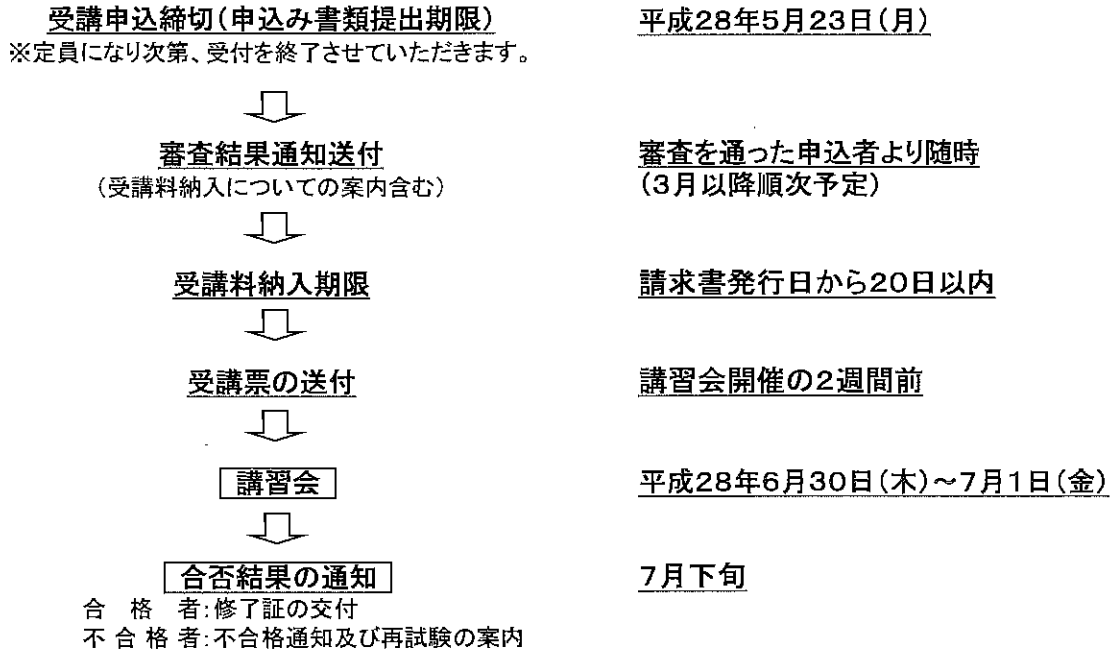 受講申込締切(申込み書類提出期限)
平成28年5月23日(月)
※定員になり次第、受付を終了させていただきます。
審査結果通知送付
審査を通った申込者より随時
(受講料納入についての案内含む)
(3月以降順次予定)
受講料納入期限
請求書発行日から20日以内
受講票の送付
講習会開催の2週間前
講習会
平成28年6月30日(木)~7月1日(金)
合否結果の通知
7月下旬
合 格 者:修了証の交付
不 合 格 者:不合格通知及び再試験の案内